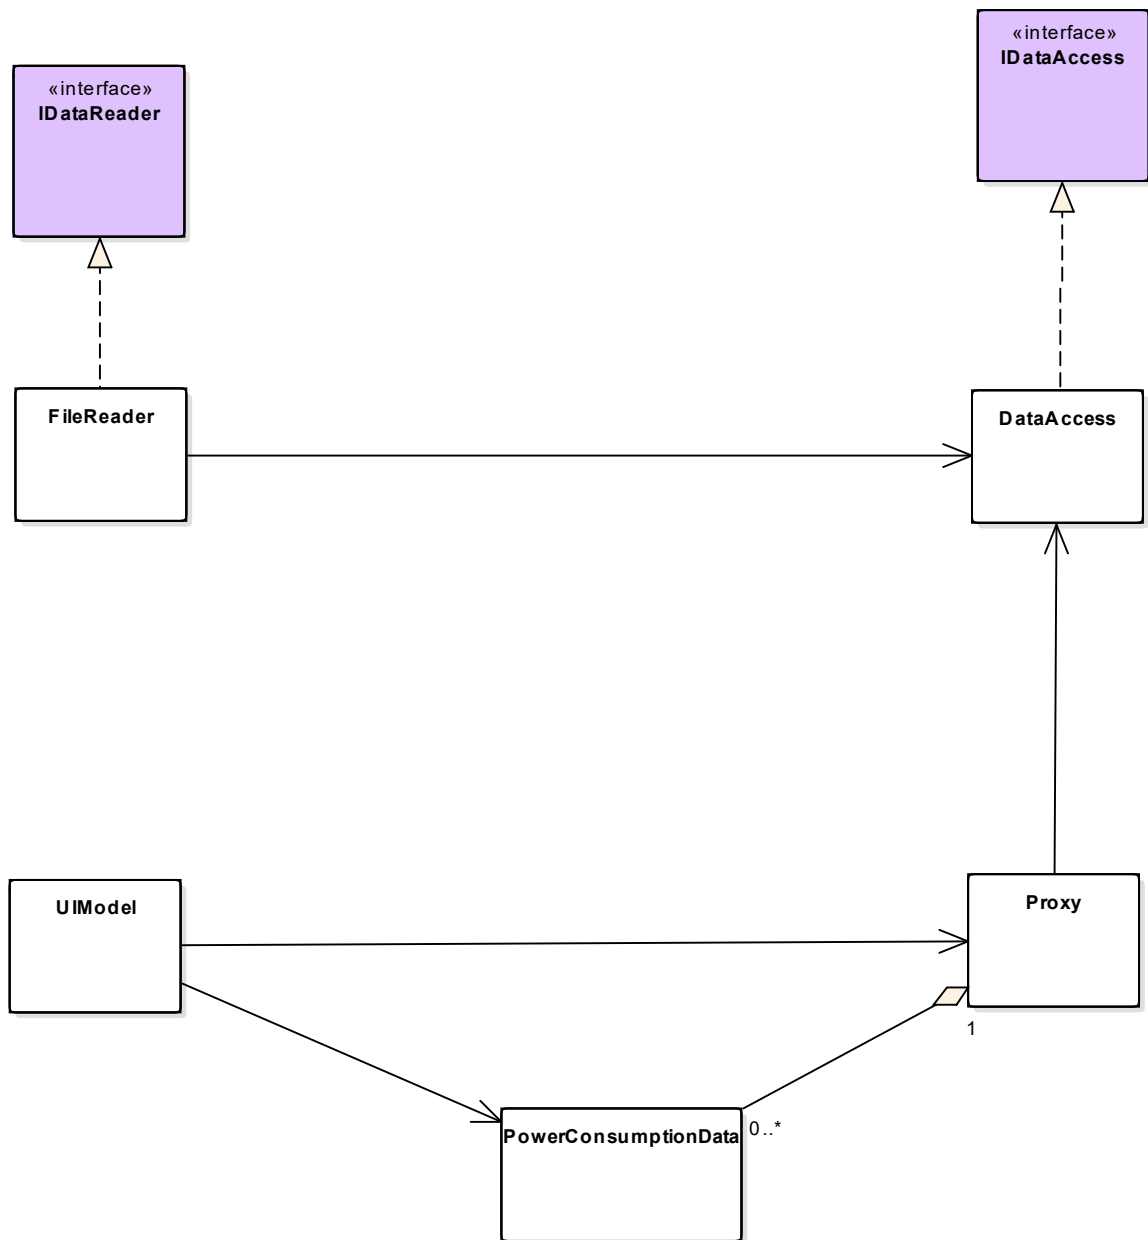 «interface»
IDataAccess
«interface»
IDataReader
FileReader
DataAccess
UIModel
Proxy
1
PowerConsumptionData
0..*